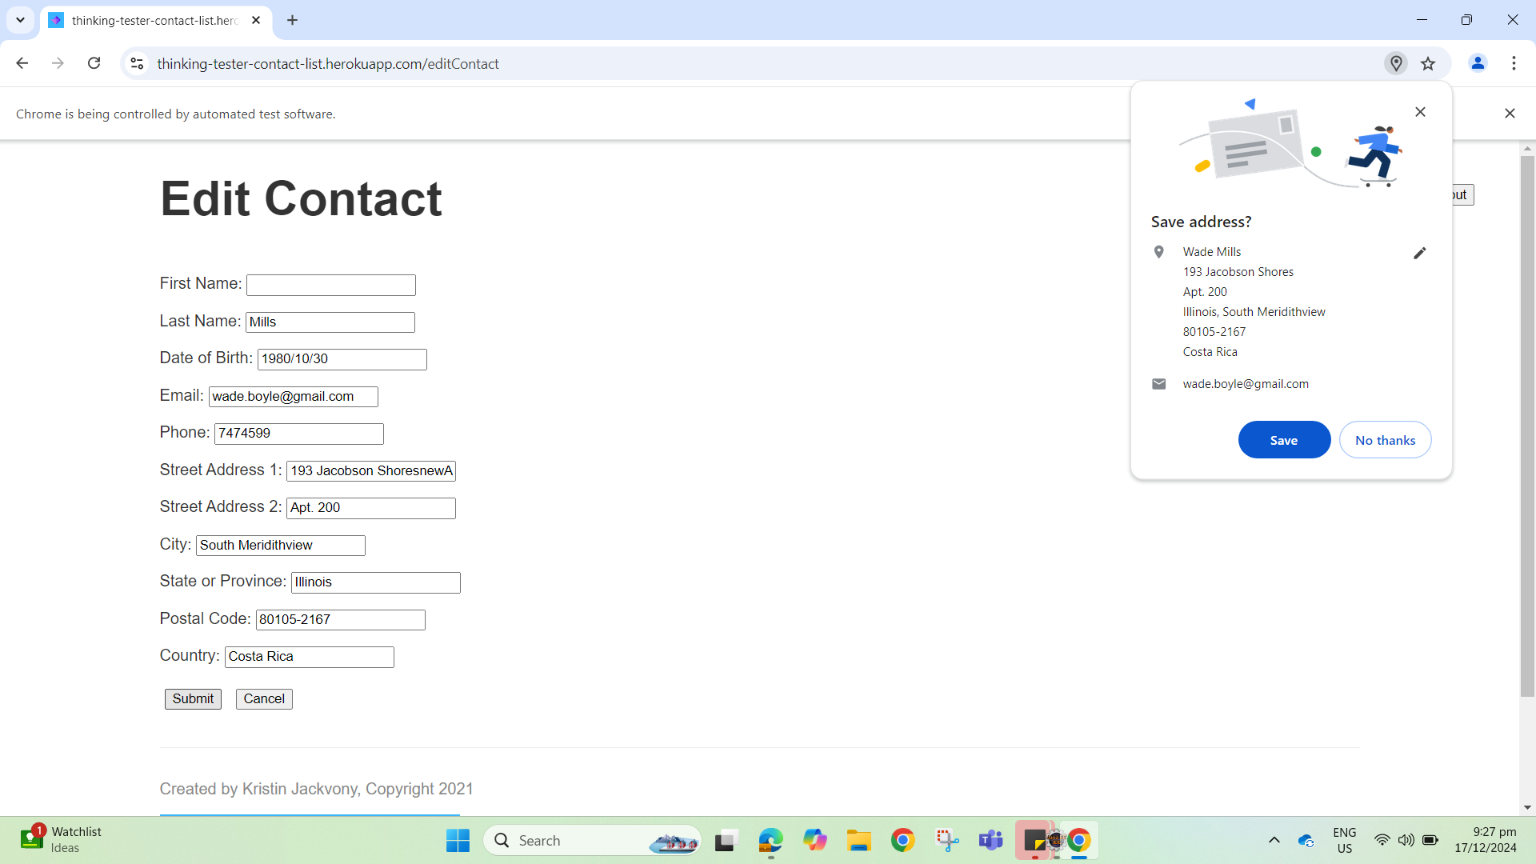 thinking-tester-contact-list.herc
thinking-tester-contact-list.herokuapp.com/editContact
Chrome is being controlled by automated test software.
Edit Contact
out
First Name:
Last Name: Mills
Date of Birth: 1980/10/30
Email: wade.boyle@gmail.com
Phone: 7474599
Street Address 1: 193 Jacobson ShoresnewA
Street Address 2: Apt. 200
City: South Meridithview
State or Province: Illinois
Postal Code: 80105-2167
Country: Costa Rica
Submit Cancel
Created by Kristin Jackvony, Copyright 2021
Save address?
Wade Mills
193 Jacobson Shores
Apt. 200
Illinois, South Meridithview
80105-2167
Costa Rica
wade.boyle@gmail.com
Save No thanks
1
Watchlist
Ideas
Search
ENG
US
9:27 pm
17/12/2024